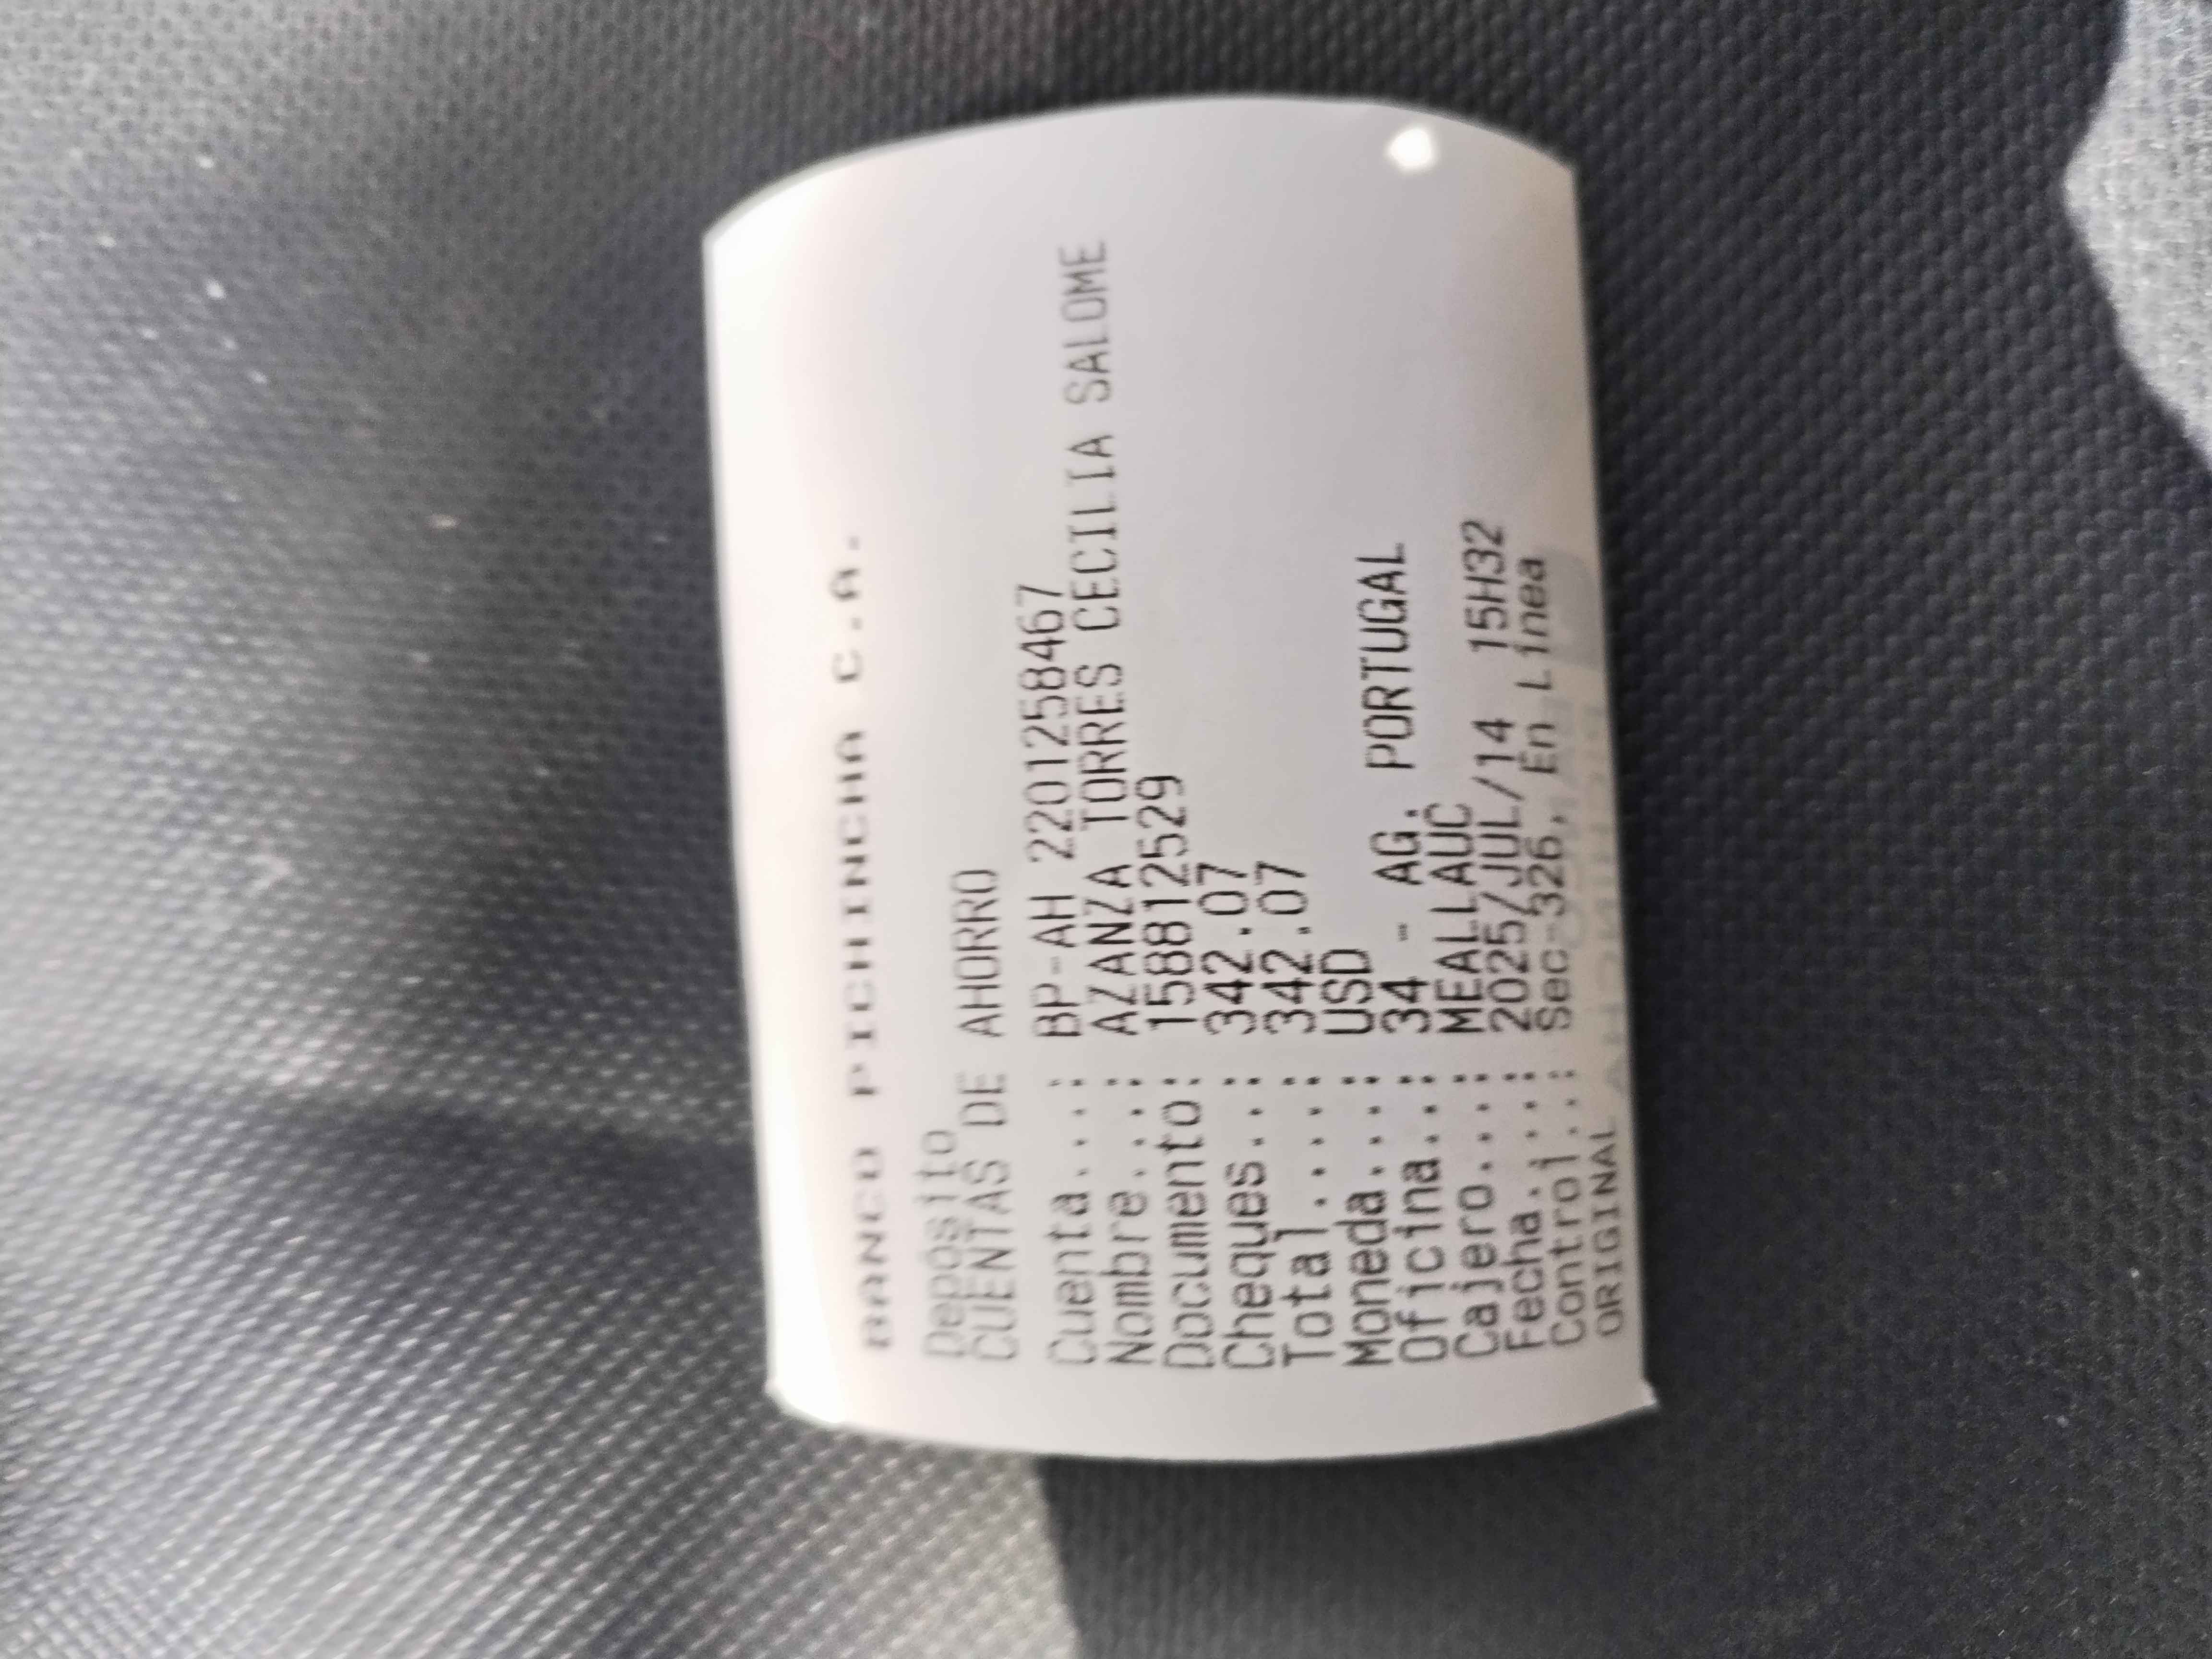 BANCO PICHINCHA C.A.
Depósito
CUENTAS DE AHORRO
Cuenta....: BP-AH 2201258467
Nombre....: AZANZA TORRES CECILIA SALOME
Documento: 1588125529
Cheques..: 342.07
Total.....: 342.07
Moneda....: USD
Oficina..: 34 - AG. PORTUGAL
Cajero....: MEALLAUC
Fecha.....: 2025/JUL/14 15H32
Control..: Sec-326, En Línea
ORIGINAL